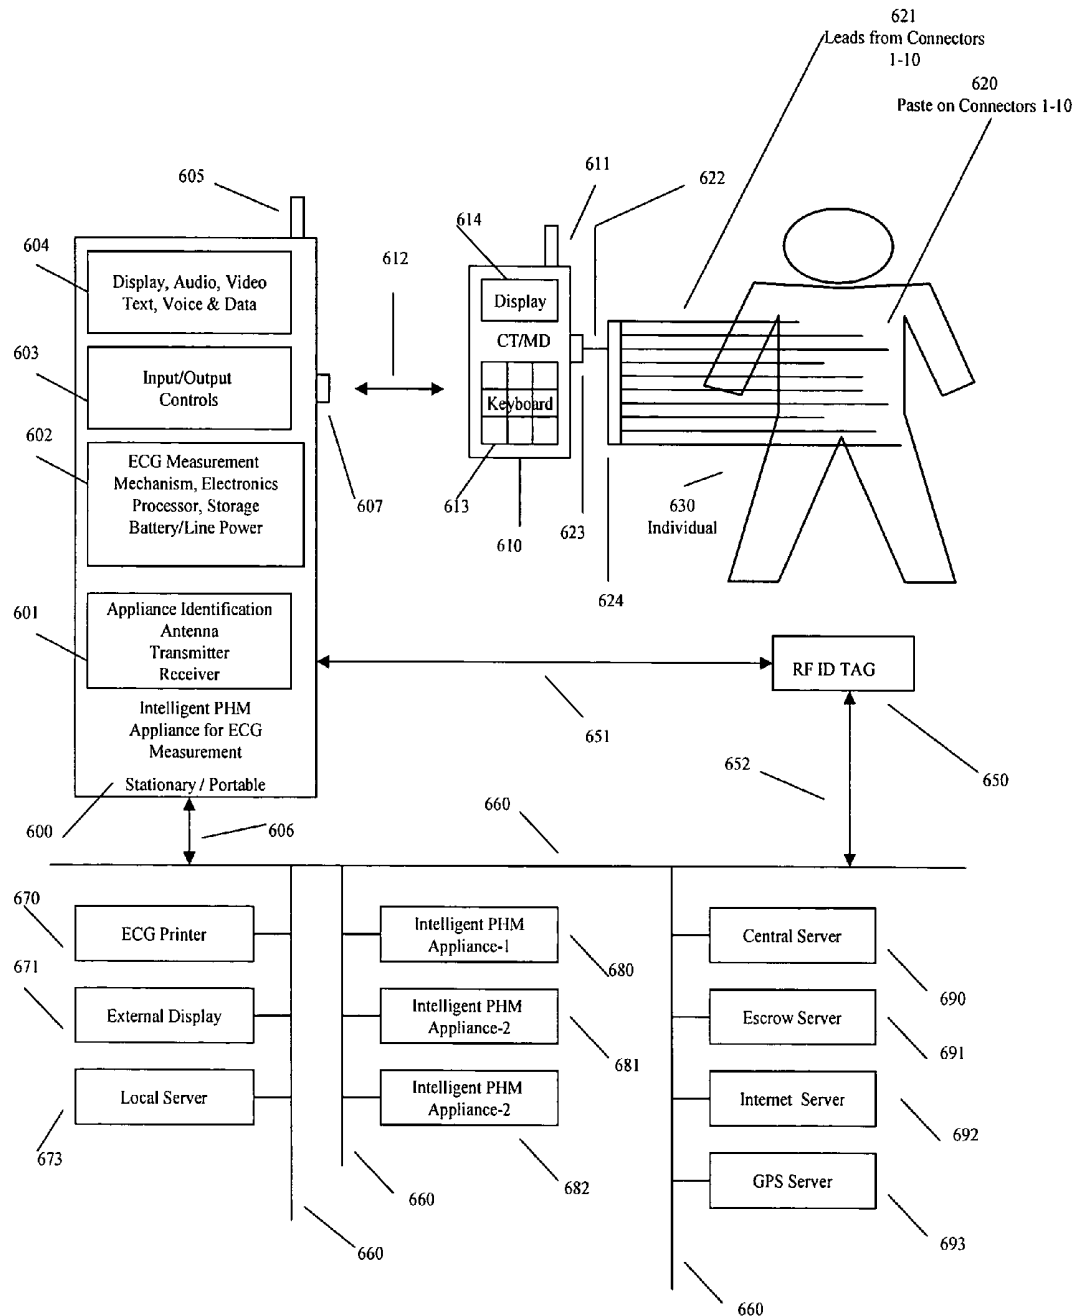 621
Leads from Connectors
1-10
620
Paste on Connectors 1-10
605
611
622
604
614
612
Display, Audio, Video
Text, Voice & Data
Display
CT/MD
603
Input/Output
Controls
Keyboard
602
ECG Measurement
Mechanism, Electronics
Processor, Storage
Battery/Line Power
607
613
610
623
630
Individual
624
601
Appliance Identification
Antenna
Transmitter
Receiver
RF ID TAG
Intelligent PHM
Appliance for ECG
Measurement
651
652
650
Stationary / Portable
600
606
660
670
ECG Printer
Intelligent PHM
Appliance-1
Central Server
671
680
690
External Display
Intelligent PHM
Appliance-2
Escrow Server
681
691
Local Server
Intelligent PHM
Appliance-2
Internet Server
673
682
692
660
GPS Server
660
693
660